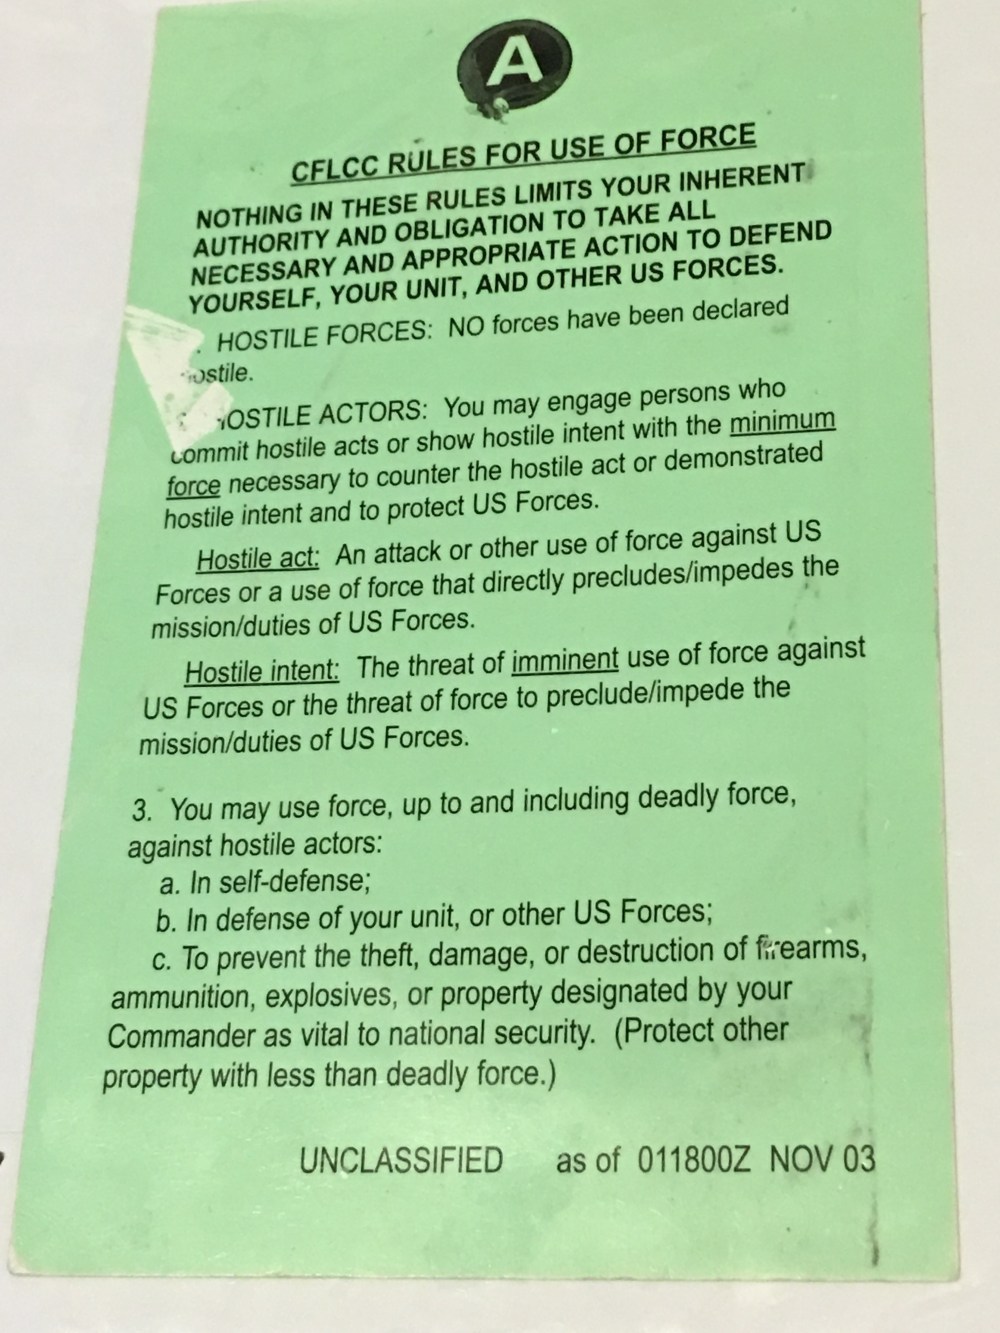 A
CFLCC RULES FOR USE OF FORCE
NOTHING IN THESE RULES LIMITS YOUR INHERENT
AUTHORITY AND OBLIGATION TO TAKE ALL
NECESSARY AND APPROPRIATE ACTION TO DEFEND
YOURSELF, YOUR UNIT, AND OTHER US FORCES.
. HOSTILE FORCES: NO forces have been declared
ostile.
OSTILE ACTORS: You may engage persons who
commit hostile acts or show hostile intent with the minimum
force necessary to counter the hostile act or demonstrated
hostile intent and to protect US Forces.
Hostile act: An attack or other use of force against US
Forces or a use of force that directly precludes/impedes the
mission/duties of US Forces.
Hostile intent: The threat of imminent use of force against
US Forces or the threat of force to preclude/impede the
mission/duties of US Forces.
3. You may use force, up to and including deadly force,
against hostile actors:
a. In self-defense;
b. In defense of your unit, or other US Forces;
c. To prevent the theft, damage, or destruction of firearms,
ammunition, explosives, or property designated by your
Commander as vital to national security. (Protect other
property with less than deadly force.)
UNCLASSIFIED as of 011800Z NOV 03